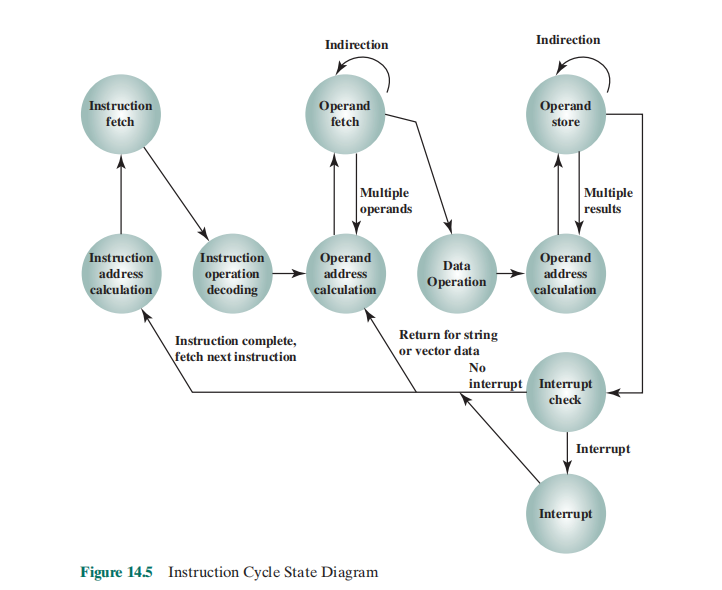 Indirection
Indirection
Instruction
fetch
Operand
fetch
Operand
store
Multiple
operands
Multiple
results
Instruction
address
calculation
Instruction
operation
decoding
Operand
address
calculation
Data
Operation
Operand
address
calculation
Instruction complete,
fetch next instruction
Return for string
or vector data
No
interrupt
Interrupt
check
Interrupt
Interrupt
Figure 14.5 Instruction Cycle State Diagram